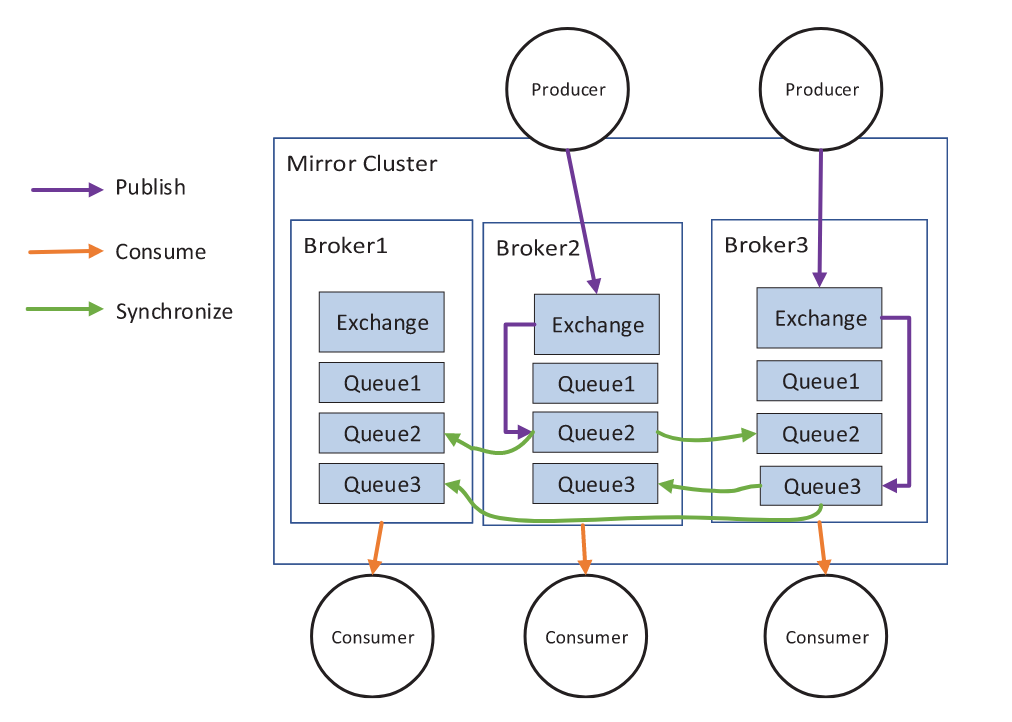 Producer
Producer
Mirror Cluster
Publish
Consume
Synchronize
Broker1
Exchange
Queue1
Queue2
Queue3
Broker2
Exchange
Queue1
Queue2
Queue3
Broker3
Exchange
Queue1
Queue2
Queue3
Consumer
Consumer
Consumer